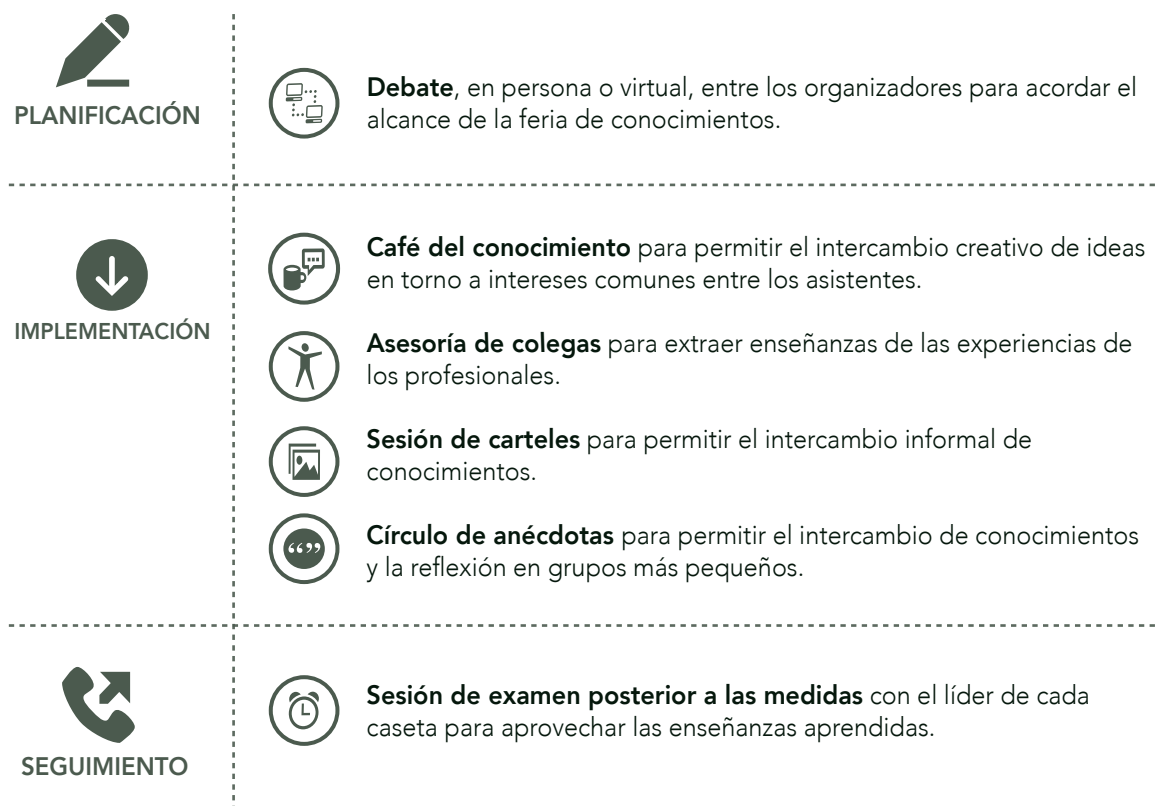 PLANIFICACIÓN
Debate, en persona o virtual, entre los organizadores para acordar el
alcance de la feria de conocimientos.
IMPLEMENTACIÓN
Café del conocimiento para permitir el intercambio creativo de ideas
en torno a intereses comunes entre los asistentes.
Asesoría de colegas para extraer enseñanzas de las experiencias de
los profesionales.
Sesión de carteles para permitir el intercambio informal de
conocimientos.
Círculo de anécdotas para permitir el intercambio de conocimientos
y la reflexión en grupos más pequeños.
SEGUIMIENTO
Sesión de examen posterior a las medidas con el líder de cada
caseta para aprovechar las enseñanzas aprendidas.